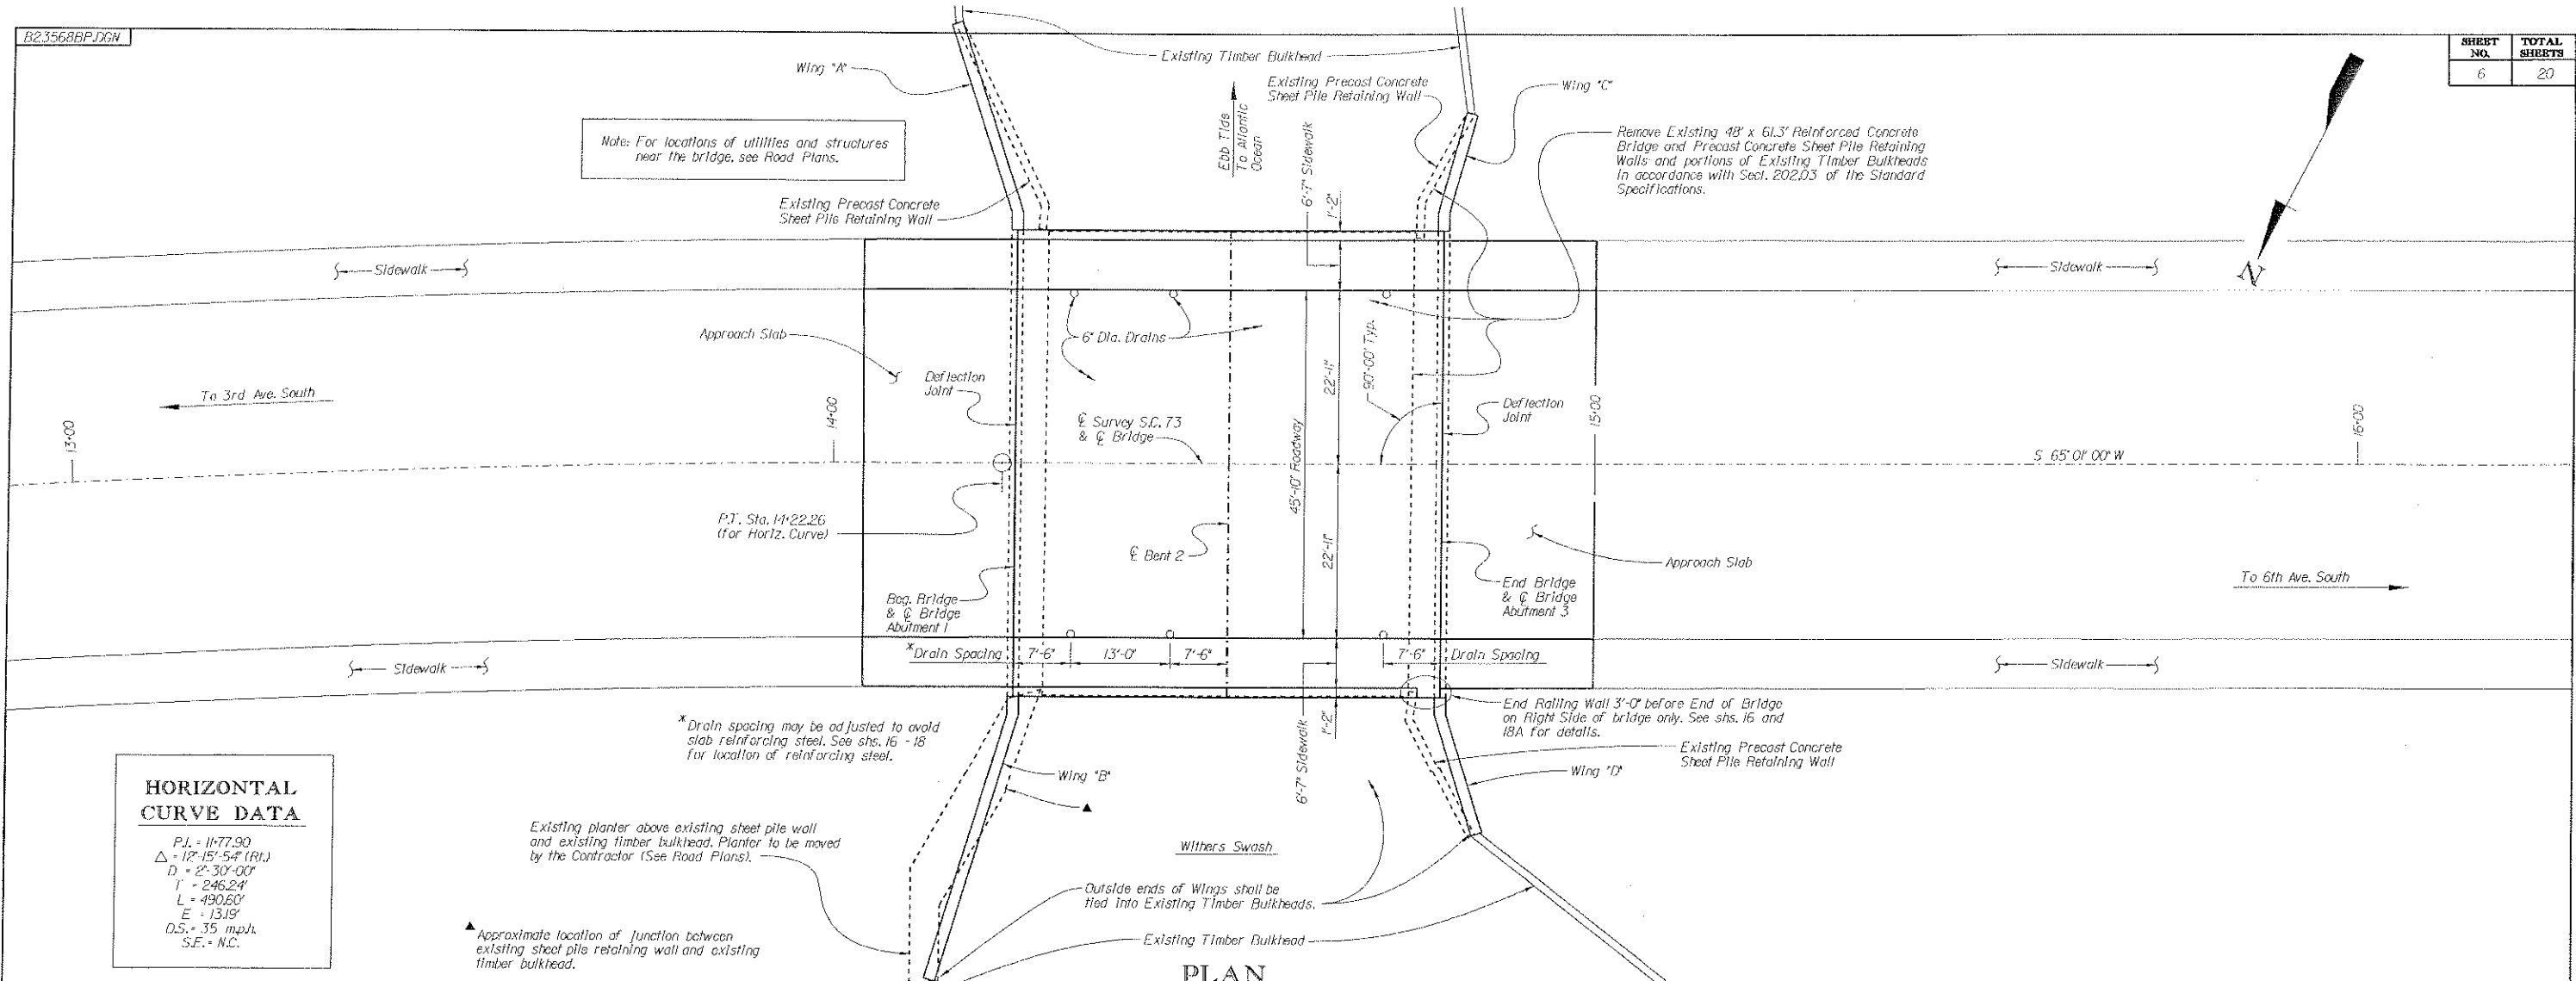 B23568BP.DGN
SHEET NO.
TOTAL SHEETS
6
20
Wing "A"
Existing Timber Bulkhead
Existing Precast Concrete
Sheet Pile Retaining Wall
Wing "C"
Ebb Tide
To Atlantic
Ocean
6'-7" Sidewalk
1'-2"
Note: For locations of utilities and structures
near the bridge, see Road Plans.
Remove Existing 48' x 61.3' Reinforced Concrete
Bridge and Precast Concrete Sheet Pile Retaining
Walls and portions of Existing Timber Bulkheads
in accordance with Sect. 202.03 of the Standard
Specifications.
Existing Precast Concrete
Sheet Pile Retaining Wall
N
Sidewalk
Sidewalk
Approach Slab
6" Dia. Drains
90°-00' Typ.
22'-11"
Deflection
Joint
Deflection
Joint
To 3rd Ave. South
13+00
14+00
15+00
16+00
℄ Survey S.C. 73
& ℄ Bridge
45'-10" Roadway
S 65° 01' 00" W
P.T. Sta. 14+22.26
(for Horiz. Curve)
℄ Bent 2
22'-11"
Approach Slab
To 6th Ave. South
Beg. Bridge
& ℄ Bridge
Abutment 1
End Bridge
& ℄ Bridge
Abutment 3
*Drain Spacing
7'-6"
13'-0"
7'-6"
7'-6"
Drain Spacing
Sidewalk
Sidewalk
6'-7" Sidewalk
1'-2"
End Railing Wall 3'-0" before End of Bridge
on Right Side of bridge only. See shs. 16 and
18A for details.
*Drain spacing may be adjusted to avoid
slab reinforcing steel. See shs. 16 - 18
for location of reinforcing steel.
Existing Precast Concrete
Sheet Pile Retaining Wall
Wing "B"
Wing "D"
▲
HORIZONTAL
CURVE DATA
P.I. = 11+77.90
△ = 12°-15'-54" (Rt.)
D = 2°-30'-00"
T = 246.24'
L = 490.60'
E = 13.19'
D.S. = 35 m.p.h.
S.E. = N.C.
Existing planter above existing sheet pile wall
and existing timber bulkhead. Planter to be moved
by the Contractor (See Road Plans).
Withers Swash
Outside ends of Wings shall be
tied into Existing Timber Bulkheads.
▲ Approximate location of junction between
existing sheet pile retaining wall and existing
timber bulkhead.
Existing Timber Bulkhead
PLAN